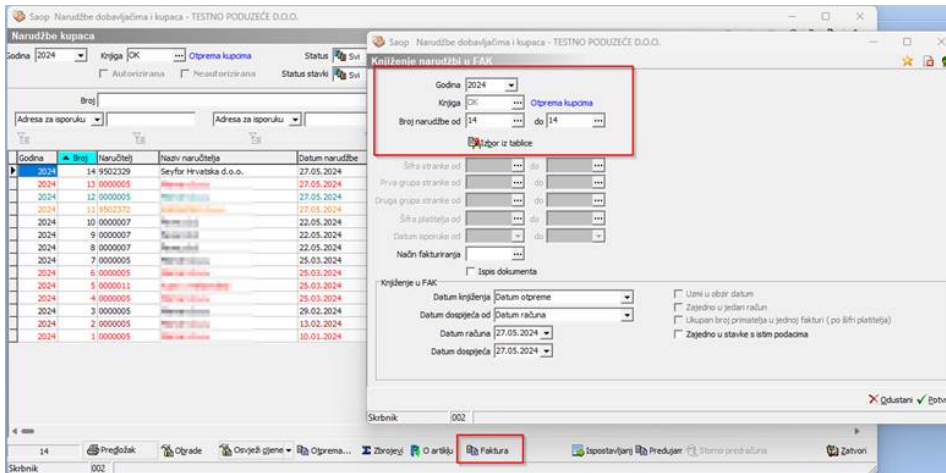 Saop Narudžbe dobavljačima i kupaca - TESTNO PODUZEĆE D.O.O.
Narudžbe kupaca
Godina 2024 Knjiga OK ... Otprema kupcima Status Svi
Autorizirana Neautorizirana Status stavki Svi
Broj
Adresa za isporuku Adresa za isporuku
Godina Broj Naručitelj Naziv naručitelja Datum narudžbe
2024 14 9502329 Seyfor Hrvatska d.o.o. 27.05.2024
2024 13 0000005 27.05.2024
2024 12 0000005 27.05.2024
2024 11 9502372 27.05.2024
2024 10 0000007 22.05.2024
2024 9 0000007 22.05.2024
2024 8 0000007 22.05.2024
2024 7 0000005 25.03.2024
2024 6 0000005 25.03.2024
2024 5 0000011 25.03.2024
2024 4 0000005 25.03.2024
2024 3 0000005 29.02.2024
2024 2 0000005 13.02.2024
2024 1 0000005 10.01.2024
14 Predložak Obrade Osvježi cijene Otprema... Zbrojevi O artiklu Faktura Ispostavljanj Predujam Storno predračuna Zatvori
Skrbnik 002
Saop Narudžbe dobavljačima i kupaca - TESTNO PODUZEĆE D.O.O.
Knjiženje narudžbi u FAK
Godina 2024
Knjiga OK ... Otprema kupcima
Broj narudžbe od 14 ... do 14 ...
Izbor iz tablice
Šifra stranke od ... do ...
Prva grupa stranke od ... do ...
Druga grupa stranke od ... do ...
Šifra platitelja od ... do ...
Datum isporuke od do
Način fakturiranja ...
Ispis dokumenta
Knjiženje u FAK
Datum knjiženja Datum otpreme
Datum dospijeća od Datum računa
Datum računa 27.05.2024
Datum dospijeća 27.05.2024
Uzmi u obzir datum
Zajedno u jedan račun
Ukupan broj primatelja u jednoj fakturi ( po šifri platitelja)
Zajedno u stavke s istim podacima
Odustani Potv
Skrbnik 002